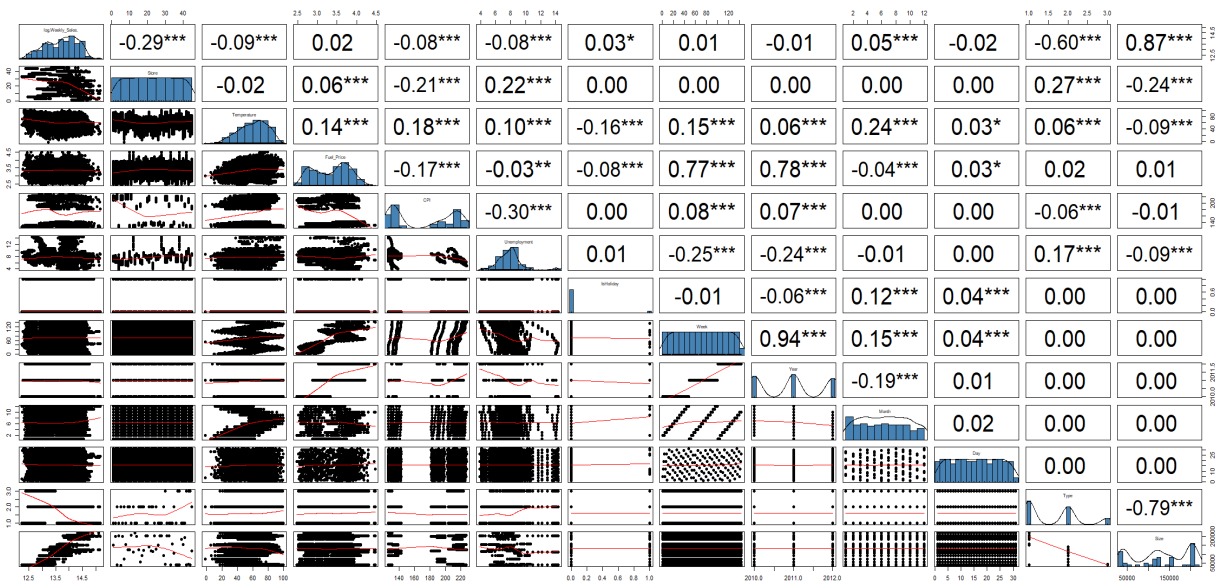 0 10 20 30 40
2.5 3.0 3.5 4.0 4.5
4 6 8 10 12 14
0 20 40 60 80 100 120 140
2 4 6 8 10 12
1.0 1.5 2.0 2.5 3.0
log.Weekly_Sales. -0.29*** -0.09*** 0.02 -0.08*** -0.08*** 0.03* 0.01 -0.01 0.05*** -0.02 -0.60*** 0.87***
12.5 14.5
0 20 40
Store -0.02 0.06*** -0.21*** 0.22*** 0.00 0.00 0.00 0.00 0.00 0.27*** -0.24***
Temperature 0.14*** 0.18*** 0.10*** -0.16*** 0.15*** 0.06*** 0.24*** 0.03* 0.06*** -0.09***
0 40 80
2.5 3.5 4.5
Fuel_Price -0.17*** -0.03** -0.08*** 0.77*** 0.78*** -0.04*** 0.03* 0.02 0.01
CPI -0.30*** 0.00 0.08*** 0.07*** 0.00 0.00 -0.06*** -0.01
140 200
4 8 12
Unemployment 0.01 -0.25*** -0.24*** -0.01 0.00 0.17*** -0.09***
IsHoliday -0.01 -0.06*** 0.12*** 0.04*** 0.00 0.00
0.0 0.6
0 60 120
Week 0.94*** 0.15*** 0.04*** 0.00 0.00
Year -0.19*** 0.01 0.00 0.00
2010.0 2011.5
2 6 10
Month 0.02 0.00 0.00
Day 0.00 0.00
0 15 25
1.0 2.0 3.0
Type -0.79***
Size
50000 200000
12.5 13.5 14.5
0 20 40 60 80 100
140 160 180 200 220
0.0 0.2 0.4 0.6 0.8 1.0
2010.0 2011.0 2012.0
0 5 10 15 20 25 30
50000 150000